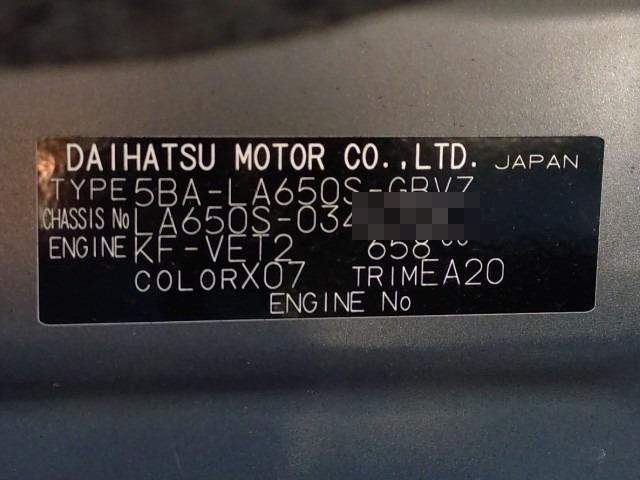 DAIHATSU MOTOR CO.,LTD. JAPAN
TYPE 5BA-LA650S-GBVZ
CHASSIS No LA650S-034
ENGINE KF-VET2 658 cc
COLOR X07 TRIM EA20
ENGINE No